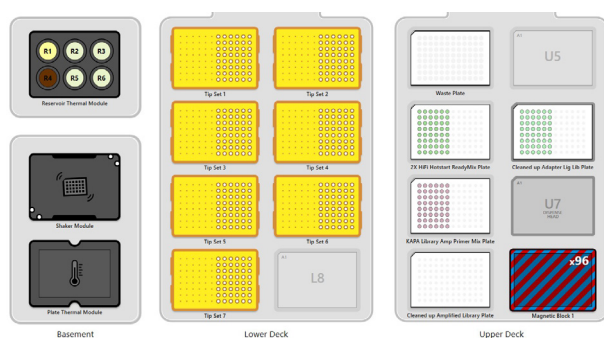 R1 R2 R3
R4 R5 R6
Reservoir Thermal Module
Shaker Module
Plate Thermal Module
Basement
Tip Set 1
Tip Set 2
Tip Set 3
Tip Set 4
Tip Set 5
Tip Set 6
Tip Set 7
A1
L8
Lower Deck
Waste Plate
A1
U5
2X HiFi Hotstart ReadyMix Plate
Cleaned up Adapter Lig Lib Plate
KAPA Library Amp Primer Mix Plate
A1
U7
Cleaned up Amplified Library Plate
x96
Magnetic Block 1
Upper Deck